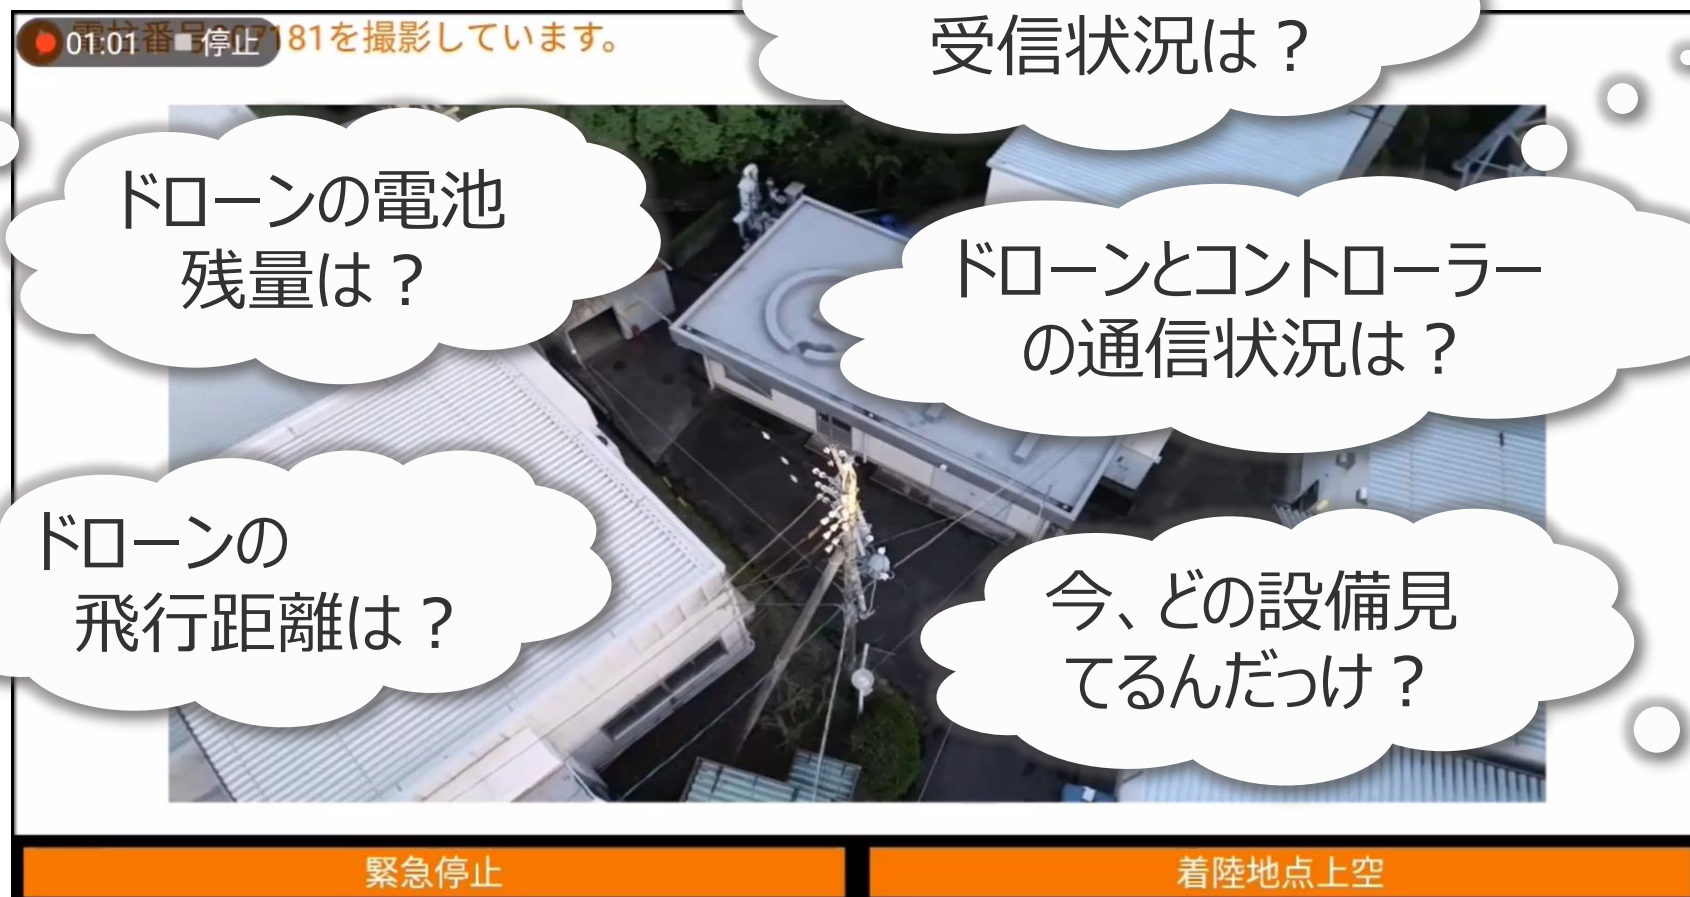 01:01 停止
181を撮影しています。
受信状況は？
ドローンの電池
残量は？
ドローンとコントローラー
の通信状況は？
ドローンの
飛行距離は？
今、どの設備見
てるんだっけ？
緊急停止
着陸地点上空